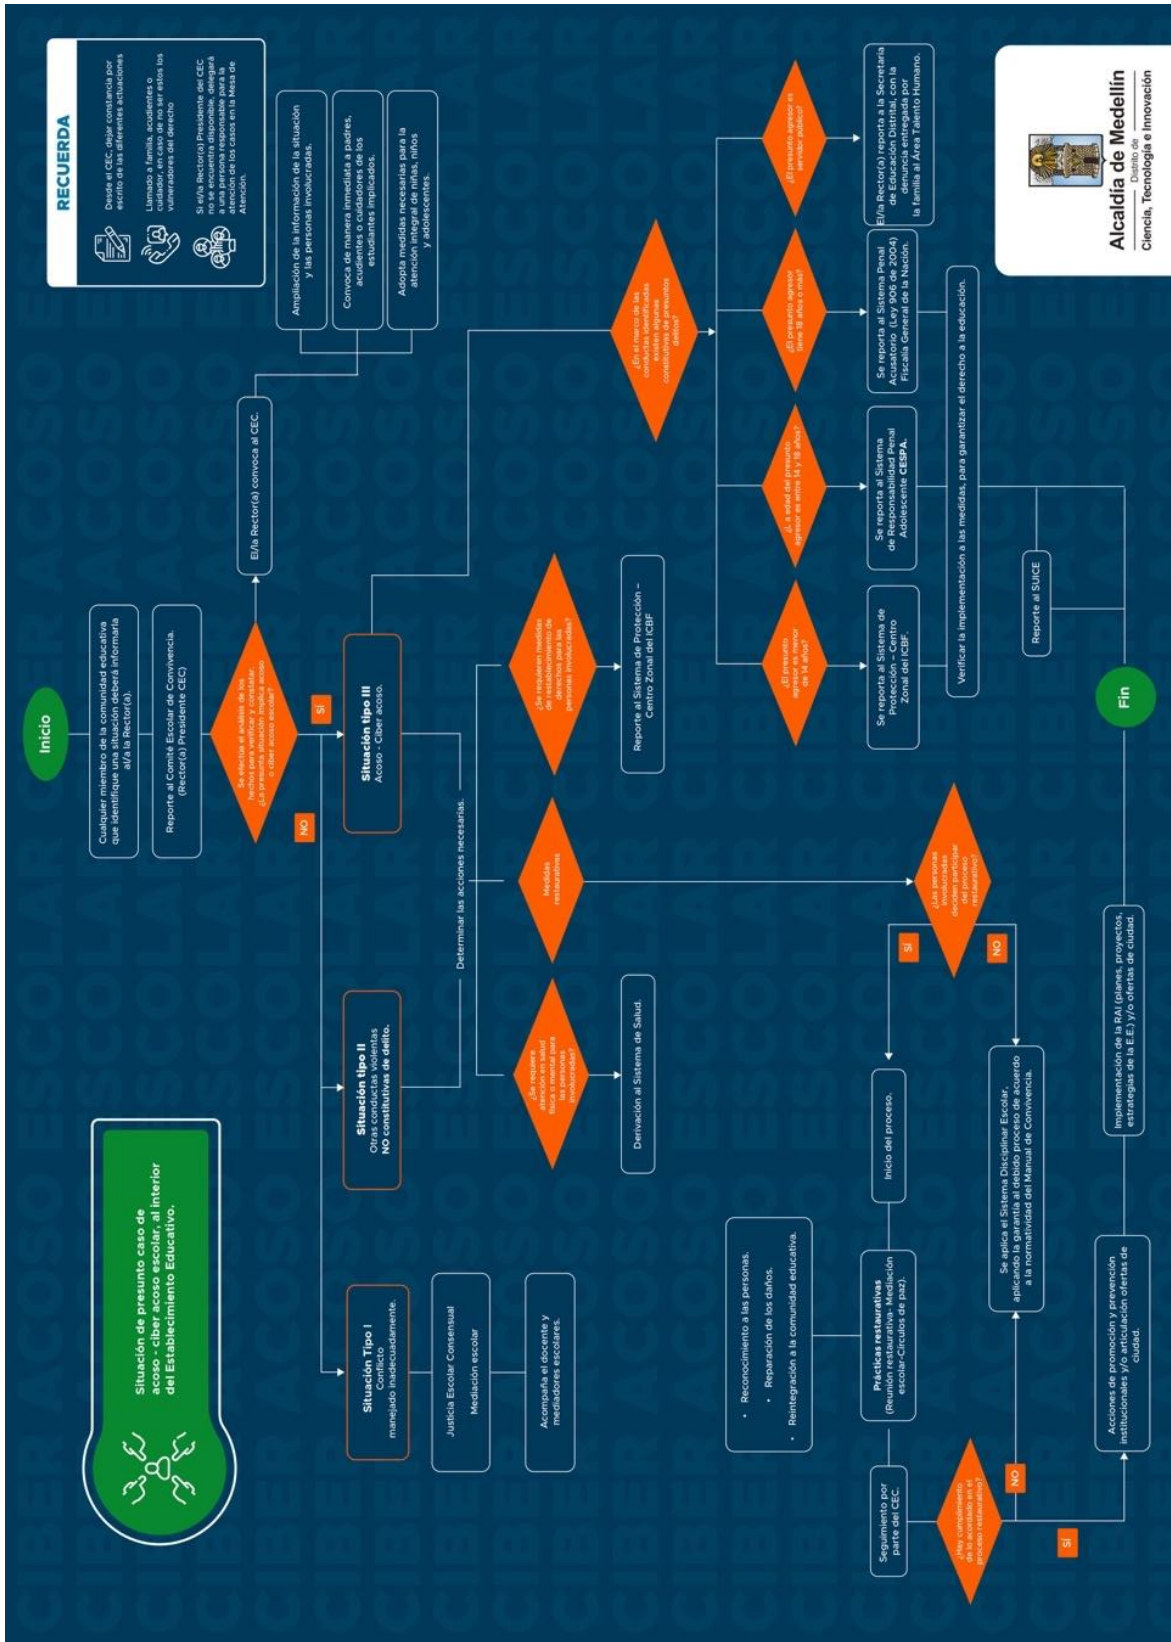 Situación de presunto caso de
acoso - ciber acoso escolar, al interior
del Establecimiento Educativo.
Inicio
Cualquier miembro de la comunidad educativa
que identifique una situación deberá informarla
al/a la Rector(a).
Reporte al Comité Escolar de Convivencia.
(Rector(a) Presidente CEC)
Se efectúa el análisis de los
hechos para verificar y constatar.
¿La presunta situación implica acoso
o ciber acoso escolar?
SÍ
NO
El/la Rector(a) convoca al CEC.
Ampliación de la información de la situación
y las personas involucradas.
Convoca de manera inmediata a padres,
acudientes o cuidadores de los
estudiantes implicados.
Adopta medidas necesarias para la
atención integral de niñas, niños
y adolescentes.
RECUERDA
Desde el CEC, dejar constancia por
escrito de las diferentes actuaciones
Llamado a familia, acudientes o
cuidador, en caso de no ser estos los
vulneradores del derecho
Si el/la Rector(a) Presidente del CEC
no se encuentra disponible, delegará
a una persona responsable para la
atención de los casos en la Mesa de
Atención.
Situación Tipo I
Conflicto
manejado inadecuadamente.
Justicia Escolar Consensual
Mediación escolar
Acompaña el docente y
mediadores escolares.
Situación tipo II
Otras conductas violentas
NO constitutivas de delito.
Situación tipo III
Acoso - Ciber acoso.
Determinar las acciones necesarias.
¿Se requiere
atención en salud
física o mental para
las personas
involucradas?
Derivación al Sistema de Salud.
Medidas
restaurativas
¿Se requieren medidas
de restablecimiento de
derechos para las
personas involucradas?
Reporte al Sistema de Protección –
Centro Zonal del ICBF
¿En el marco de las
conductas identificadas
existen algunas
constitutivas de presuntos
delitos?
¿El presunto
agresor es menor
de 14 años?
Se reporta al Sistema de
Protección – Centro
Zonal del ICBF.
¿L a edad del presunto
agresor es entre 14 y 18 años?
Se reporta al Sistema
de Responsabilidad Penal
Adolescente CESPA.
¿El presunto agresor
tiene 18 años o más?
Se reporta al Sistema Penal
Acusatorio (Ley 906 de 2004)
Fiscalía General de la Nación.
¿El presunto agresor es
servidor público?
El/la Rector(a) reporta a la Secretaría
de Educación Distrital, con la
denuncia entregada por
la familia al Área Talento Humano.
Verificar la implementación a las medidas, para garantizar el derecho a la educación.
Reporte al SUICE
¿Las personas
involucradas
deciden participar
del proceso
restaurativo?
SÍ
NO
Inicio del proceso.
Prácticas restaurativas
(Reunión restaurativa- Mediación
escolar-Círculos de paz).
• Reconocimiento a las personas.
• Reparación de los daños.
• Reintegración a la comunidad educativa.
Seguimiento por
parte del CEC.
¿Hay cumplimiento
de lo acordado en el
proceso restaurativo?
NO
SÍ
Se aplica el Sistema Disciplinar Escolar,
aplicando la garantía al debido proceso de acuerdo
a la normatividad del Manual de Convivencia.
Acciones de promoción y prevención
institucionales y/o articulación ofertas de
ciudad.
Implementación de la RAI (planes, proyectos,
estrategias de la E.E.) y/o ofertas de ciudad.
Fin
Alcaldía de Medellín
Distrito de
Ciencia, Tecnología e Innovación